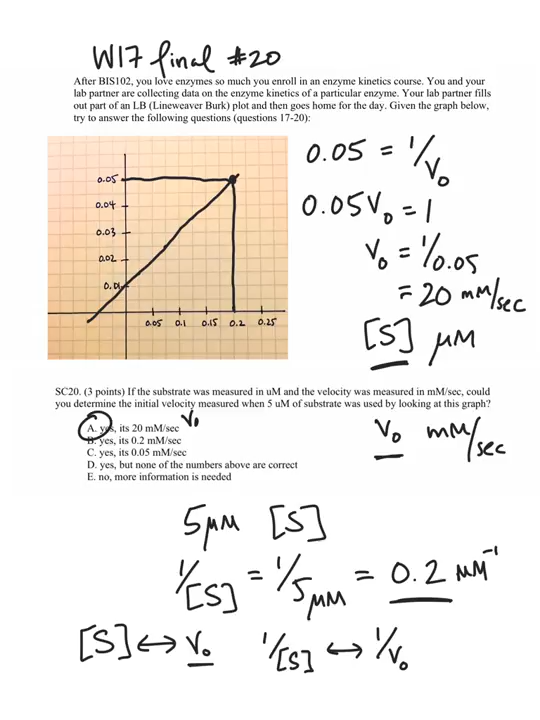 W17 final #20
After BIS102, you love enzymes so much you enroll in an enzyme kinetics course. You and your
lab partner are collecting data on the enzyme kinetics of a particular enzyme. Your lab partner fills
out part of an LB (Lineweaver Burk) plot and then goes home for the day. Given the graph below,
try to answer the following questions (questions 17-20):
0.05
0.04
0.03
0.02
0.01
0.05 0.1 0.15 0.2 0.25
0.05 = 1/V₀
0.05V₀ = 1
V₀ = 1/0.05
= 20 mM/sec
[S] µM
SC20. (3 points) If the substrate was measured in uM and the velocity was measured in mM/sec, could
you determine the initial velocity measured when 5 uM of substrate was used by looking at this graph?
A. yes, its 20 mM/sec V₀
B. yes, its 0.2 mM/sec
C. yes, its 0.05 mM/sec
D. yes, but none of the numbers above are correct
E. no, more information is needed
V₀ mM/sec
5µM [S]
1/[S] = 1/5µM = 0.2 µM⁻¹
[S] ↔ V₀ 1/[S] ↔ 1/V₀